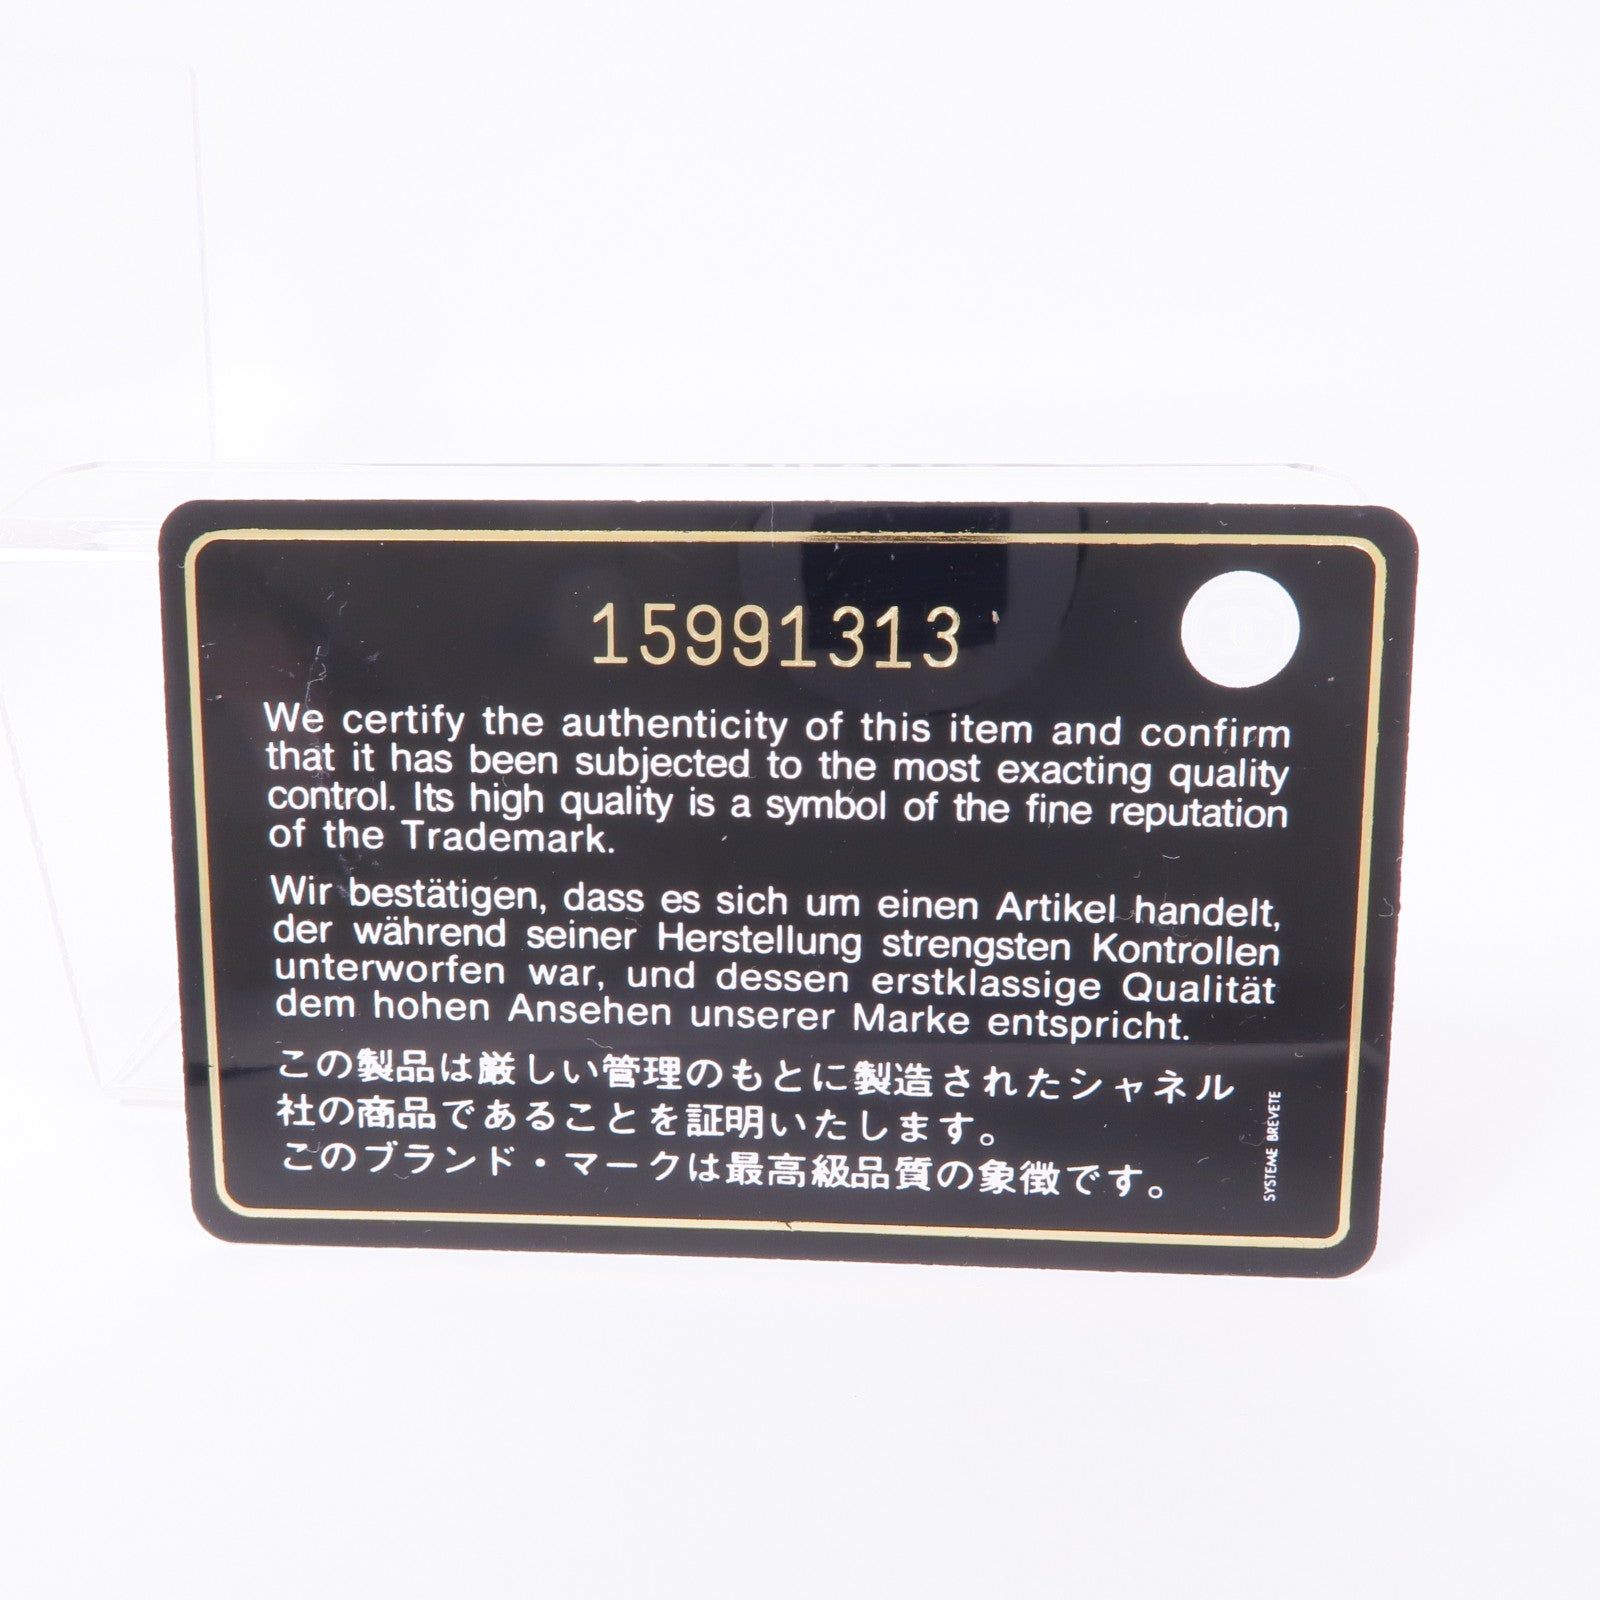 15991313
We certify the authenticity of this item and confirm
that it has been subjected to the most exacting quality
control. Its high quality is a symbol of the fine reputation
of the Trademark.
Wir bestätigen, dass es sich um einen Artikel handelt,
der während seiner Herstellung strengsten Kontrollen
unterworfen war, und dessen erstklassige Qualität
dem hohen Ansehen unserer Marke entspricht.
この製品は厳しい管理のもとに製造されたシャネル
社の商品であることを証明いたします。
このブランド・マークは最高級品質の象徴です。
SYSTEME BREVETE